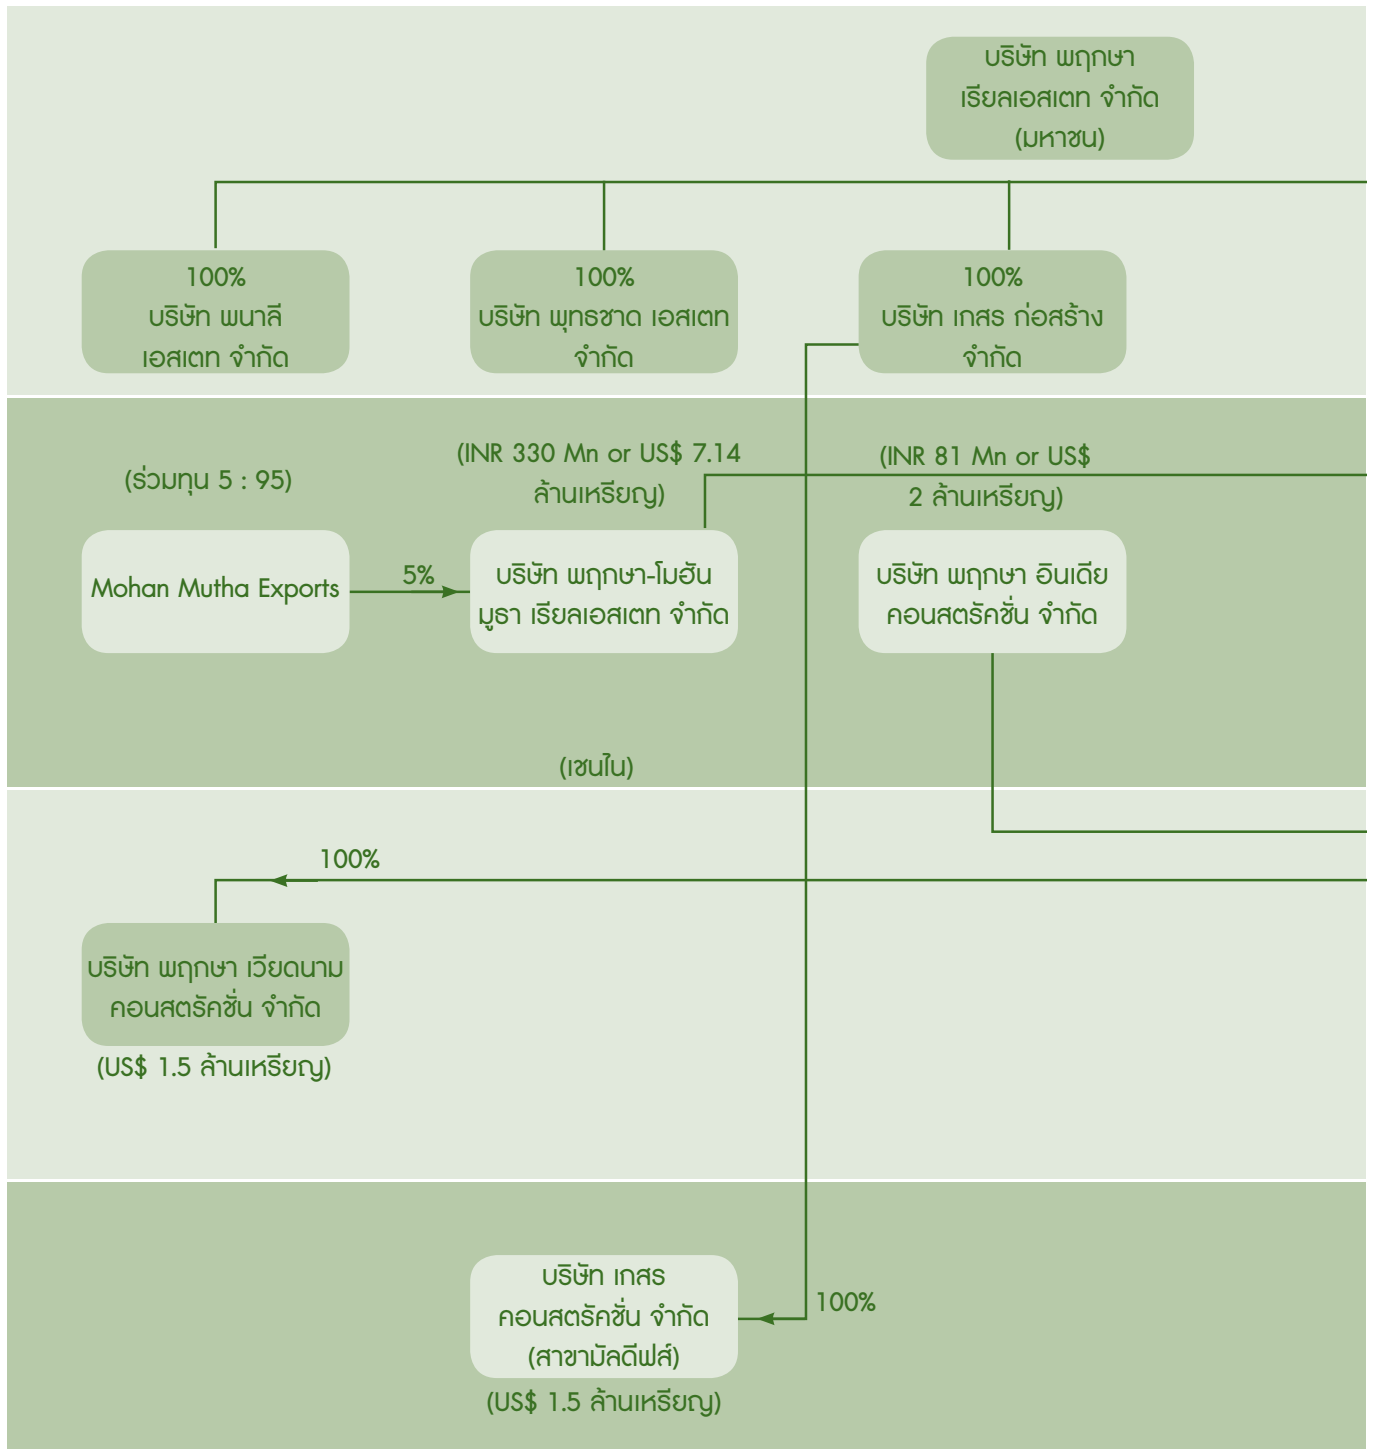 บริษัท พฤกษา
เรียลเอสเตท จำกัด
(มหาชน)
100%
บริษัท พนาลี
เอสเตท จำกัด
100%
บริษัท พุทธชาด เอสเตท
จำกัด
100%
บริษัท เกสร ก่อสร้าง
จำกัด
(ร่วมทุน 5 : 95)
(INR 330 Mn or US$ 7.14
ล้านเหรียญ)
(INR 81 Mn or US$
2 ล้านเหรียญ)
Mohan Mutha Exports
5%
บริษัท พฤกษา-โมฮัน
มูธา เรียลเอสเตท จำกัด
บริษัท พฤกษา อินเดีย
คอนสตรัคชั่น จำกัด
(เชนไน)
100%
บริษัท พฤกษา เวียดนาม
คอนสตรัคชั่น จำกัด
(US$ 1.5 ล้านเหรียญ)
บริษัท เกสร
คอนสตรัคชั่น จำกัด
(สาขามัลดีฟส์)
100%
(US$ 1.5 ล้านเหรียญ)